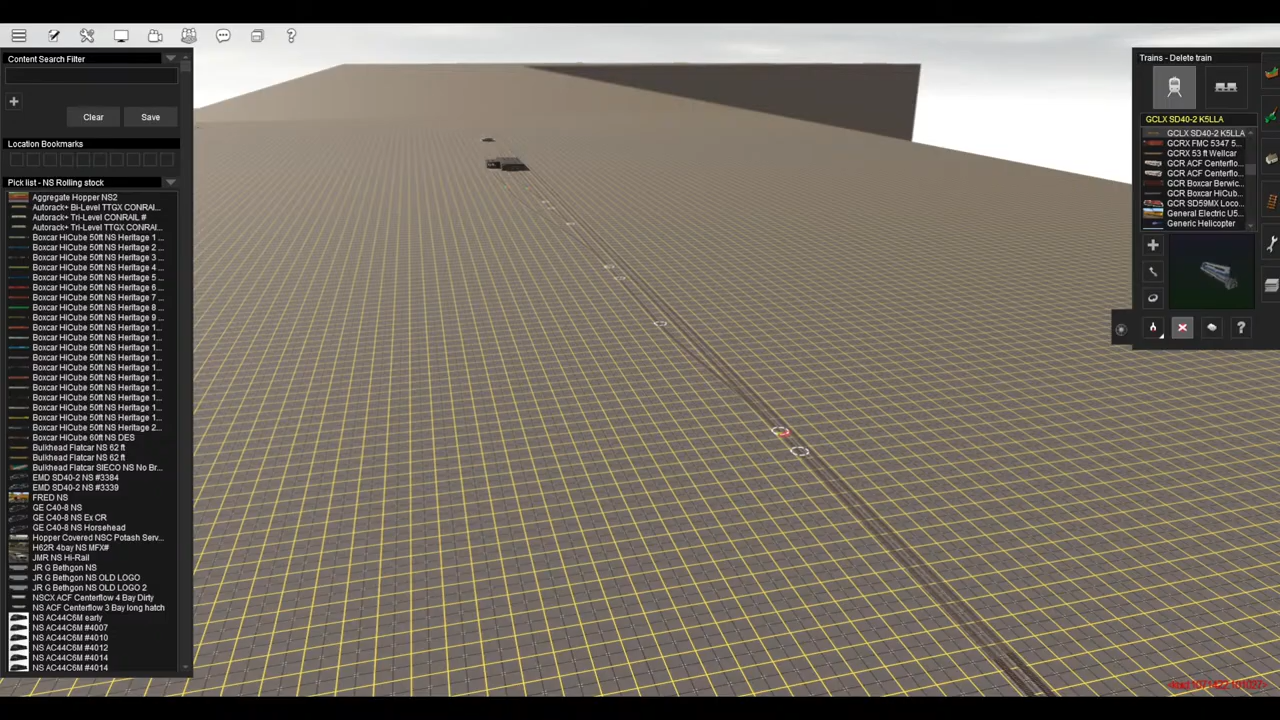 Content Search Filter
Clear
Save
Location Bookmarks
Pick list - NS Rolling stock
Aggregate Hopper NS2
Autorack+ Bi-Level TTGX CONRAI...
Autorack+ Tri-Level CONRAIL #
Autorack+ Tri-Level TTGX CONRAI...
Boxcar HiCube 50ft NS Heritage 1 ...
Boxcar HiCube 50ft NS Heritage 2 ...
Boxcar HiCube 50ft NS Heritage 3 ...
Boxcar HiCube 50ft NS Heritage 4 ...
Boxcar HiCube 50ft NS Heritage 5 ...
Boxcar HiCube 50ft NS Heritage 6 ...
Boxcar HiCube 50ft NS Heritage 7 ...
Boxcar HiCube 50ft NS Heritage 8 ...
Boxcar HiCube 50ft NS Heritage 9 ...
Boxcar HiCube 50ft NS Heritage 1...
Boxcar HiCube 50ft NS Heritage 1...
Boxcar HiCube 50ft NS Heritage 1...
Boxcar HiCube 50ft NS Heritage 1...
Boxcar HiCube 50ft NS Heritage 1...
Boxcar HiCube 50ft NS Heritage 1...
Boxcar HiCube 50ft NS Heritage 1...
Boxcar HiCube 50ft NS Heritage 1...
Boxcar HiCube 50ft NS Heritage 1...
Boxcar HiCube 50ft NS Heritage 1...
Boxcar HiCube 50ft NS Heritage 2...
Boxcar HiCube 60ft NS DES
Bulkhead Flatcar NS 62 ft
Bulkhead Flatcar NS 62 ft
Bulkhead Flatcar SIECO NS No Br...
EMD SD40-2 NS #3384
EMD SD40-2 NS #3339
FRED NS
GE C40-8 NS
GE C40-8 NS Ex CR
GE C40-8 NS Horsehead
Hopper Covered NSC Potash Serv...
H62R 4bay NS MFX#
JMR NS Hi-Rail
JR G Bethgon NS
JR G Bethgon NS OLD LOGO
JR G Bethgon NS OLD LOGO 2
NSCX ACF Centerflow 4 Bay Dirty
NS ACF Centerflow 3 Bay long hatch
NS AC44C6M early
NS AC44C6M #4007
NS AC44C6M #4010
NS AC44C6M #4012
NS AC44C6M #4014
NS AC44C6M #4014
Trains - Delete train
GCLX SD40-2 K5LLA
GCLX SD40-2 K5LLA
GCRX FMC 5347 5...
GCRX 53 ft Wellcar
GCR ACF Centerflo...
GCR ACF Centerflo...
GCR Boxcar Berwic...
GCR Boxcar HiCub...
GCR SD59MX Loco...
General Electric U5...
Generic Helicopter